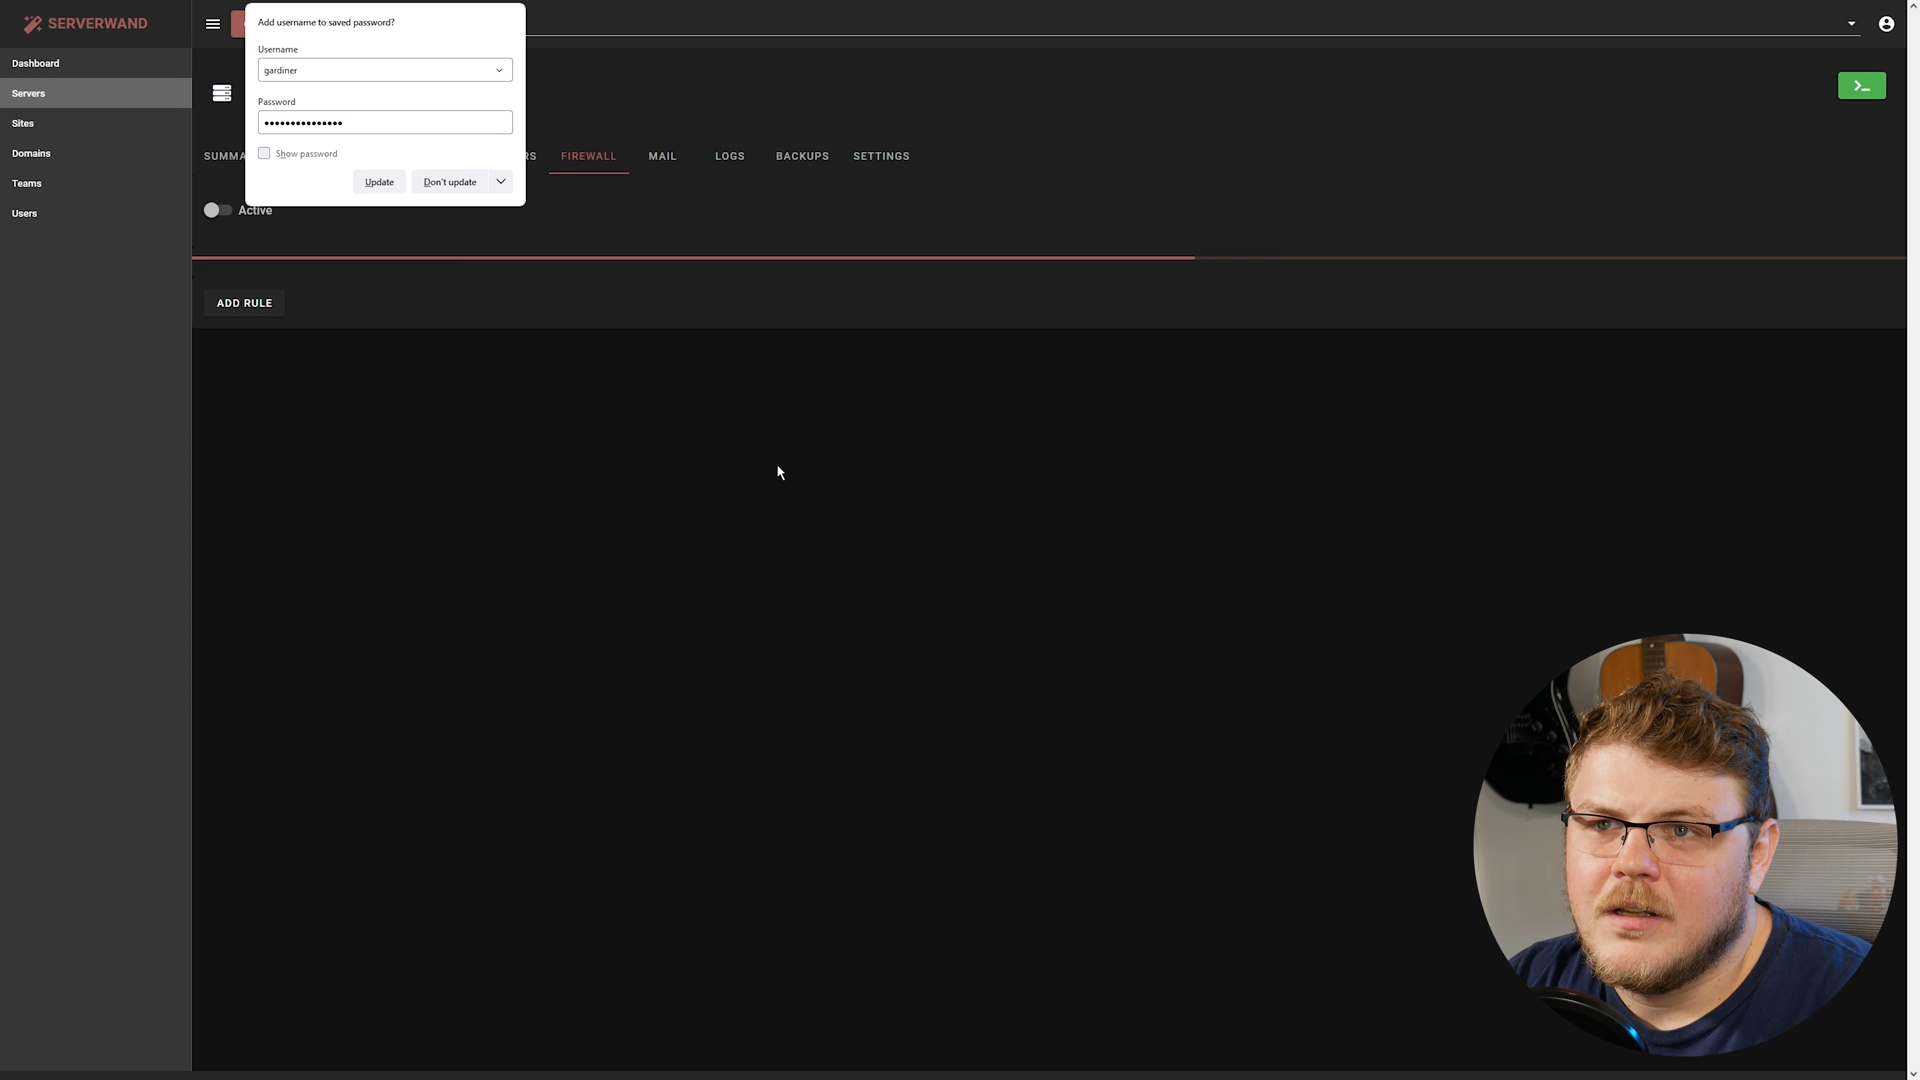 SERVERWAND
Add username to saved password?
Username
gardiner
Password
Show password
Update
Don't update
Dashboard
Servers
Sites
Domains
Teams
Users
SUMMA
RS
FIREWALL
MAIL
LOGS
BACKUPS
SETTINGS
Active
ADD RULE